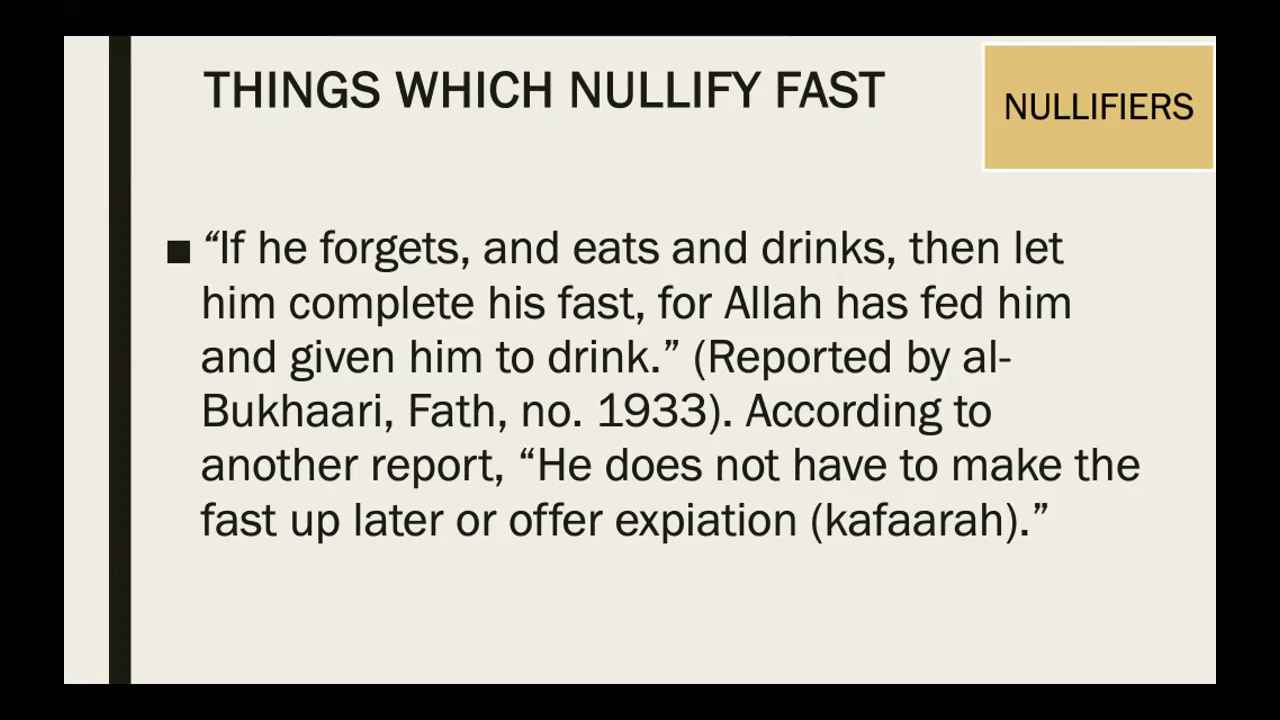 THINGS WHICH NULLIFY FAST
NULLIFIERS
■ “If he forgets, and eats and drinks, then let
him complete his fast, for Allah has fed him
and given him to drink.” (Reported by al-
Bukhaari, Fath, no. 1933). According to
another report, “He does not have to make the
fast up later or offer expiation (kafaarah).”